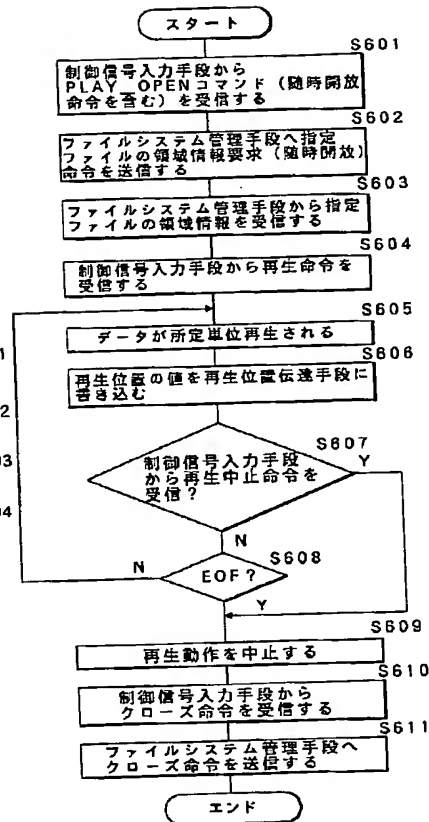 スタート
S601
制御信号入力手段から
PLAY_OPENコマンド（随時開放
命令を含む）を受信する
S602
ファイルシステム管理手段へ指定
ファイルの領域情報要求（随時開放）
命令を送信する
S603
ファイルシステム管理手段から指定
ファイルの領域情報を受信する
S604
制御信号入力手段から再生命令を
受信する
S605
データが所定単位再生される
S606
再生位置の値を再生位置伝達手段に
書き込む
S607
制御信号入力手段
から再生中止命令を
受信？
Y
N
S608
EOF？
N
Y
S609
再生動作を中止する
S610
制御信号入力手段から
クローズ命令を受信する
S611
ファイルシステム管理手段へ
クローズ命令を送信する
エンド